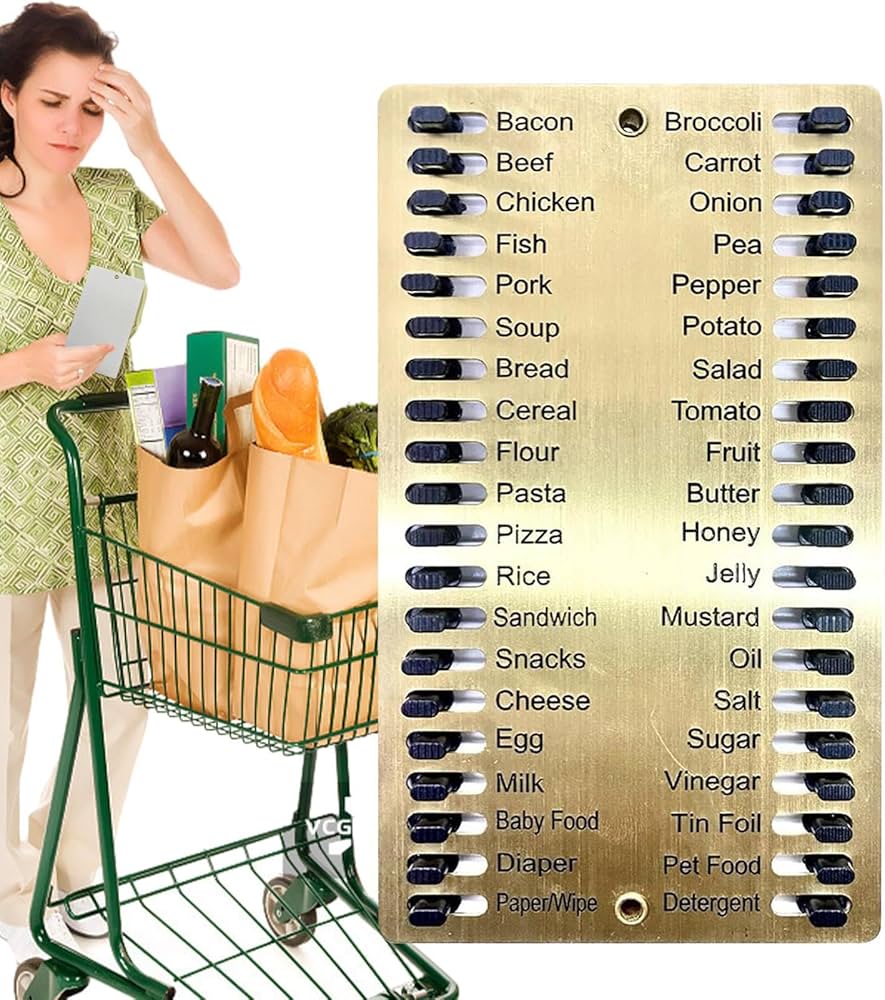 Bacon
Beef
Chicken
Fish
Pork
Soup
Bread
Cereal
Flour
Pasta
Pizza
Rice
Sandwich
Snacks
Cheese
Egg
Milk
Baby Food
Diaper
Paper/Wipe
Broccoli
Carrot
Onion
Pea
Pepper
Potato
Salad
Tomato
Fruit
Butter
Honey
Jelly
Mustard
Oil
Salt
Sugar
Vinegar
Tin Foil
Pet Food
Detergent
VCG